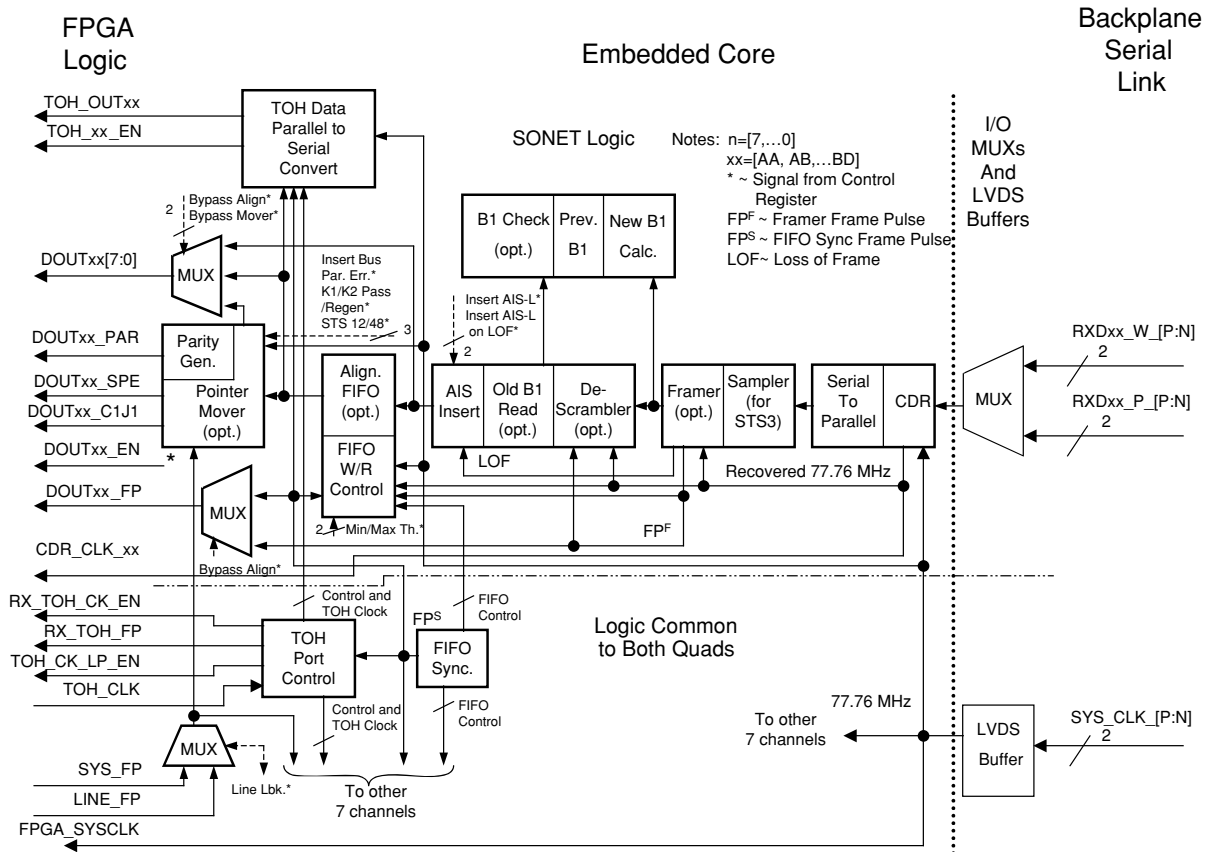 FPGA
Logic
Embedded Core
Backplane
Serial
Link
TOH_OUTxx
TOH_xx_EN
TOH Data
Parallel to
Serial
Convert
SONET Logic
Notes: n=[7,...0]
xx=[AA, AB,...BD]
* ~ Signal from Control
Register
FPF ~ Framer Frame Pulse
FPS ~ FIFO Sync Frame Pulse
LOF~ Loss of Frame
I/O
MUXs
And
LVDS
Buffers
2
Bypass Align*
Bypass Mover*
DOUTxx[7:0]
MUX
B1 Check
(opt.)
Prev.
B1
New B1
Calc.
Insert Bus
Par. Err.*
K1/K2 Pass
/Regen*
STS 12/48*
3
Insert AIS-L*
Insert AIS-L
on LOF*
2
DOUTxx_PAR
DOUTxx_SPE
DOUTxx_C1J1
DOUTxx_EN
*
DOUTxx_FP
Parity
Gen.
Pointer
Mover
(opt.)
Align.
FIFO
(opt.)
FIFO
W/R
Control
AIS
Insert
Old B1
Read
(opt.)
De-
Scrambler
(opt.)
Framer
(opt.)
Sampler
(for
STS3)
Serial
To
Parallel
CDR
MUX
RXDxx_W_[P:N]
2
RXDxx_P_[P:N]
2
LOF
Recovered 77.76 MHz
MUX
2
Min/Max Th.*
FPF
Bypass Align*
CDR_CLK_xx
RX_TOH_CK_EN
RX_TOH_FP
TOH_CK_LP_EN
TOH_CLK
Control and
TOH Clock
TOH
Port
Control
FPS
FIFO
Sync.
FIFO
Control
Logic Common
to Both Quads
Control and
TOH Clock
FIFO
Control
MUX
SYS_FP
LINE_FP
Line Lbk.*
To other
7 channels
77.76 MHz
To other
7 channels
LVDS
Buffer
SYS_CLK_[P:N]
2
FPGA_SYSCLK